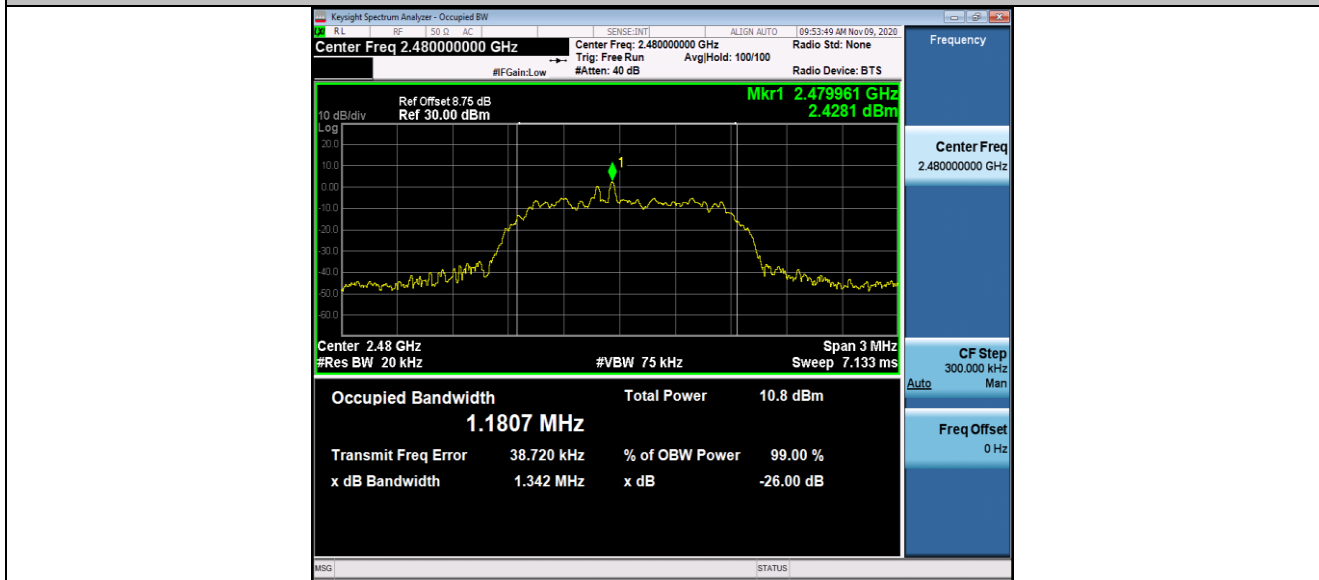 Keysight Spectrum Analyzer - Occupied BW
RL RF 50 Ω AC SENSE:INT ALIGN AUTO 09:53:49 AM Nov 09, 2020
Center Freq 2.480000000 GHz Center Freq: 2.480000000 GHz Radio Std: None
Trig: Free Run Avg|Hold: 100/100
#IFGain:Low #Atten: 40 dB Radio Device: BTS
Frequency
Mkr1 2.479961 GHz
2.4281 dBm
Ref Offset 8.75 dB
10 dB/div Ref 30.00 dBm
Log
20.0
10.0
0.00
-10.0
-20.0
-30.0
-40.0
-50.0
-60.0
1
Center 2.48 GHz Span 3 MHz
#Res BW 20 kHz #VBW 75 kHz Sweep 7.133 ms
Occupied Bandwidth Total Power 10.8 dBm
1.1807 MHz
Transmit Freq Error 38.720 kHz % of OBW Power 99.00 %
x dB Bandwidth 1.342 MHz x dB -26.00 dB
Center Freq
2.480000000 GHz
CF Step
300.000 kHz
Auto Man
Freq Offset
0 Hz
MSG STATUS